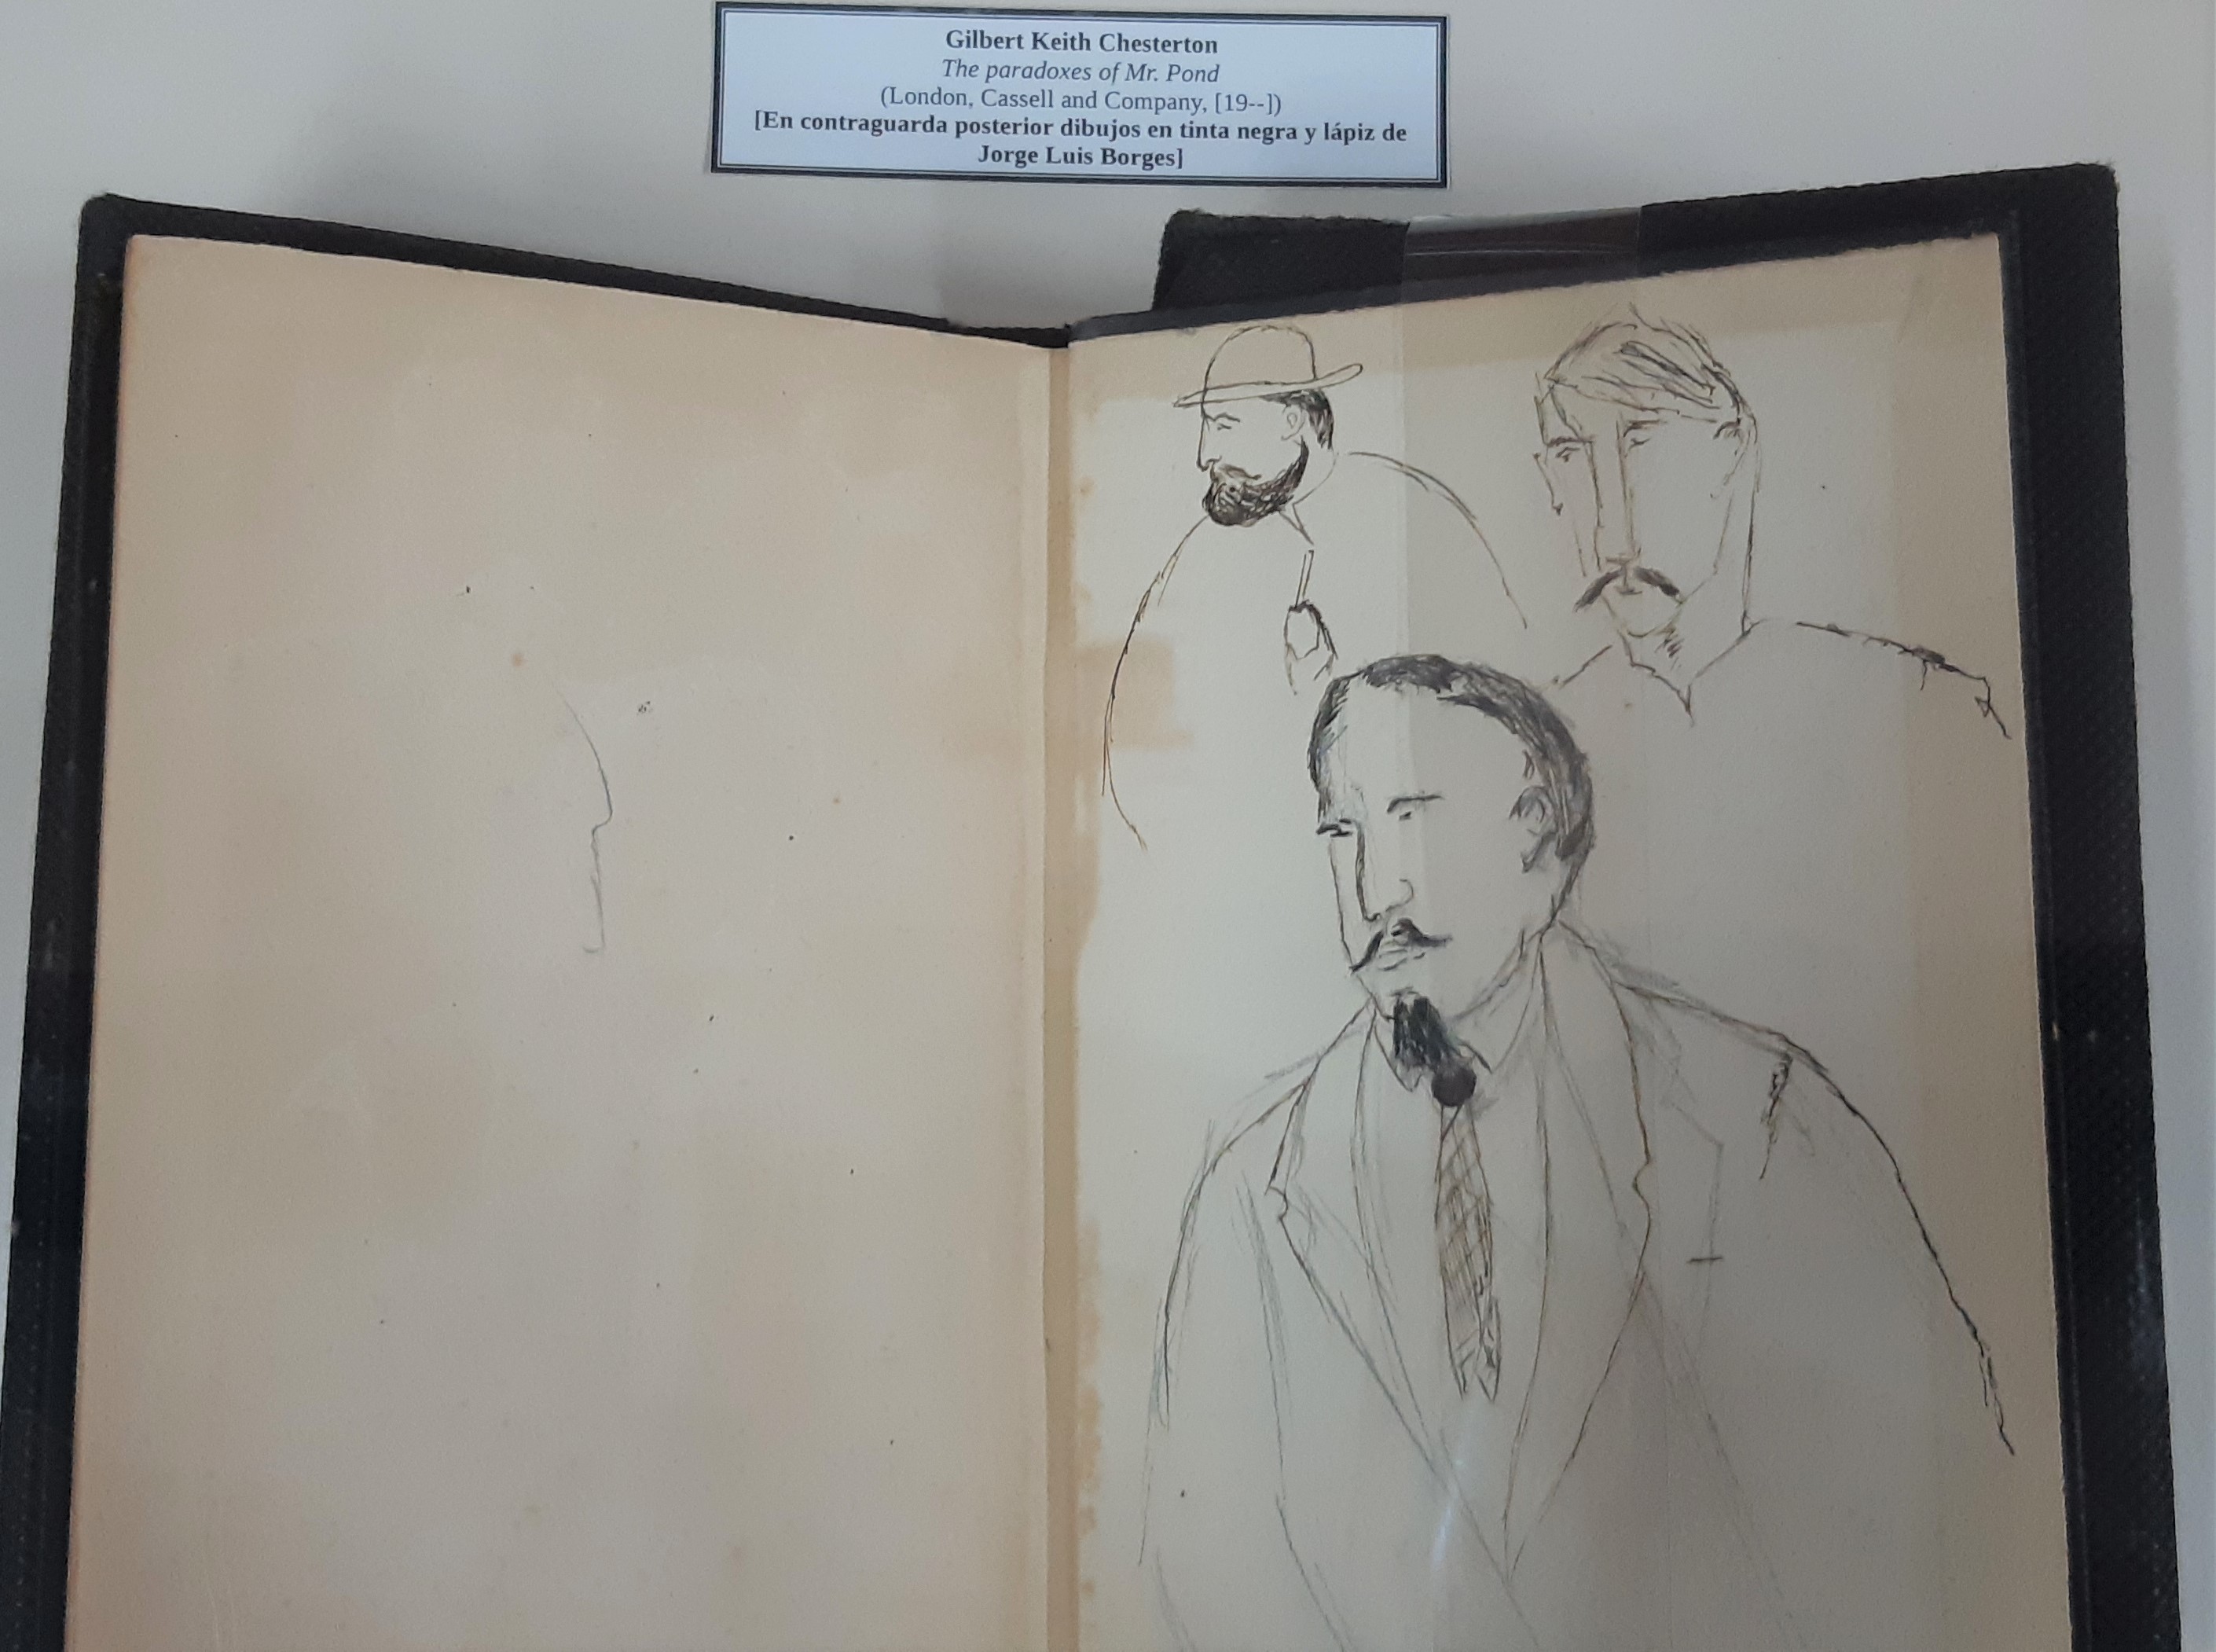 Gilbert Keith Chesterton
The paradoxes of Mr. Pond
(London, Cassell and Company, [19--])
[En contraguarda posterior dibujos en tinta negra y lápiz de
Jorge Luis Borges]